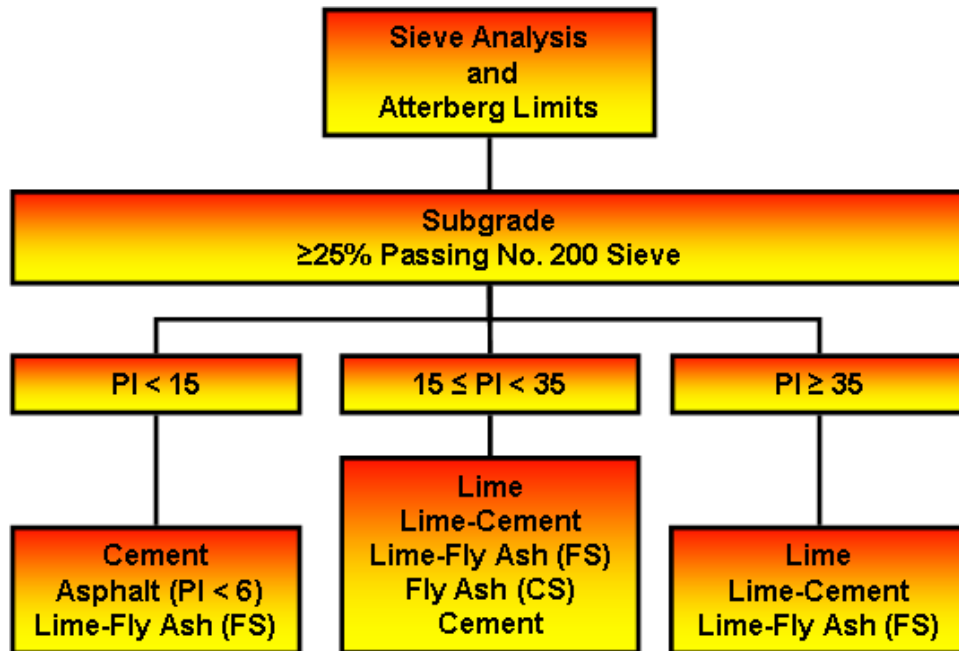 Sieve Analysis
and
Atterberg Limits
Subgrade
≥25% Passing No. 200 Sieve
PI < 15
15 ≤ PI < 35
PI ≥ 35
Cement
Asphalt (PI < 6)
Lime-Fly Ash (FS)
Lime
Lime-Cement
Lime-Fly Ash (FS)
Fly Ash (CS)
Cement
Lime
Lime-Cement
Lime-Fly Ash (FS)